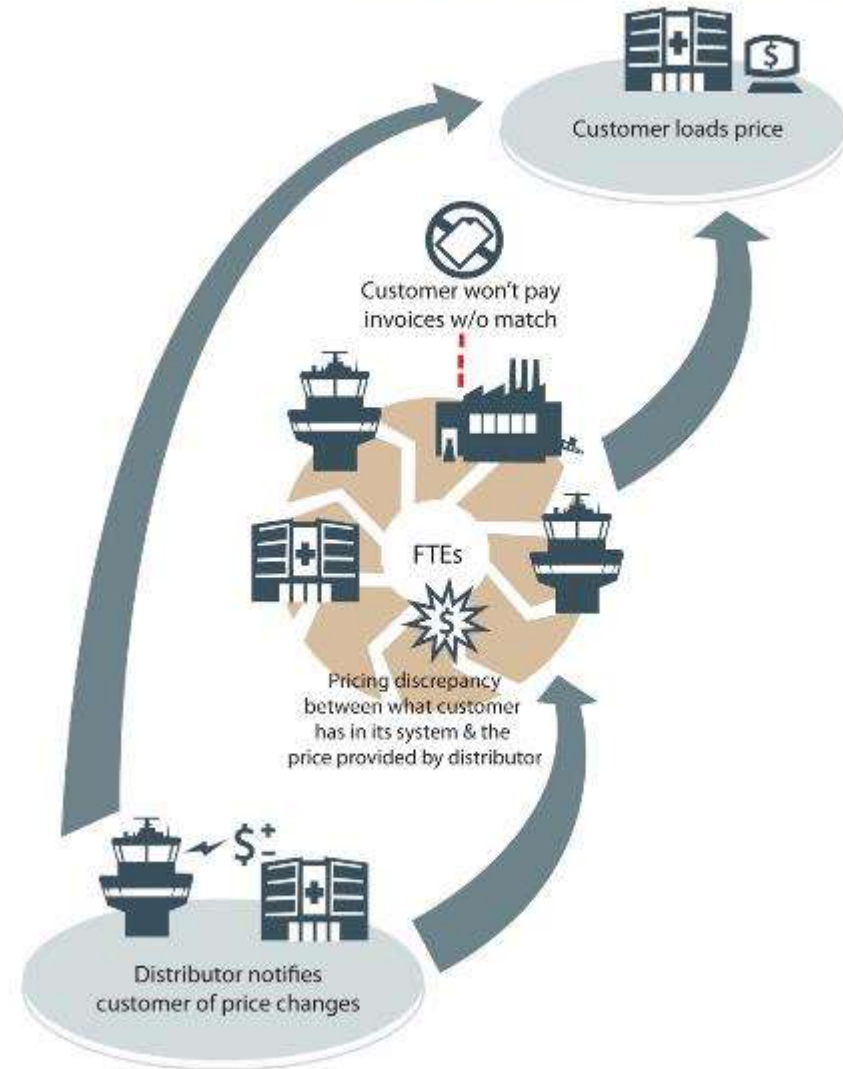 $
Customer loads price
Customer won't pay
invoices w/o match
FTEs
$
Pricing discrepancy
between what customer
has in its system & the
price provided by distributor
$+-
Distributor notifies
customer of price changes